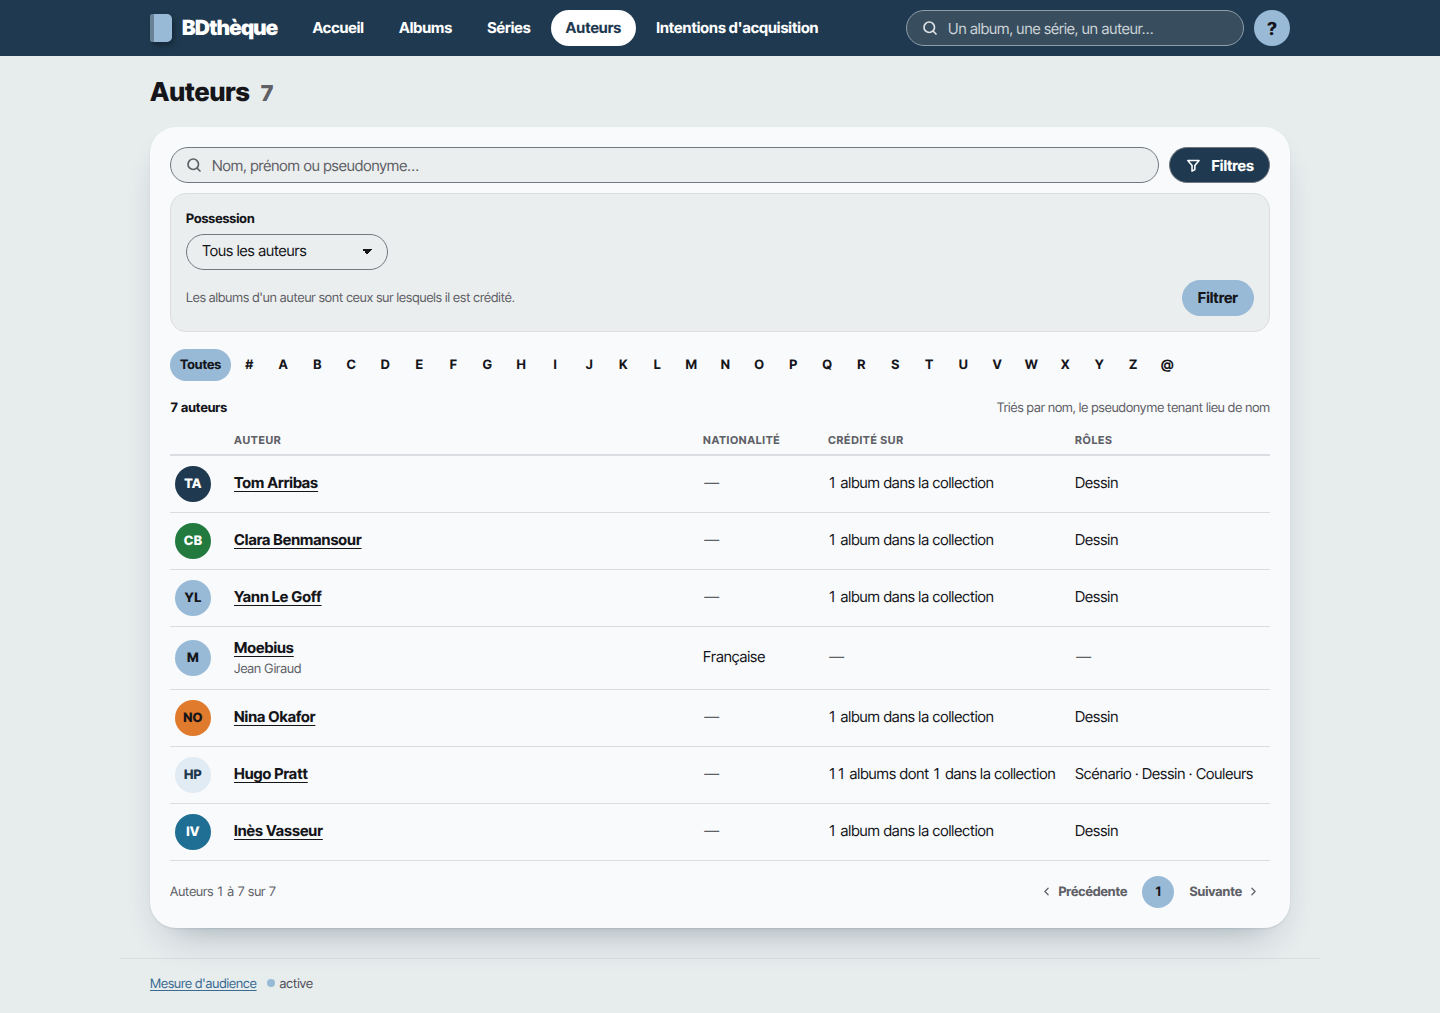 BDthèque Accueil Albums Séries Auteurs Intentions d'acquisition Un album, une série, un auteur... ?
Auteurs 7
Nom, prénom ou pseudonyme... Filtres
Possession
Tous les auteurs
Les albums d'un auteur sont ceux sur lesquels il est crédité. Filtrer
Toutes # A B C D E F G H I J K L M N O P Q R S T U V W X Y Z @
7 auteurs Triés par nom, le pseudonyme tenant lieu de nom
AUTEUR NATIONALITÉ CRÉDITÉ SUR RÔLES
TA Tom Arribas — 1 album dans la collection Dessin
CB Clara Benmansour — 1 album dans la collection Dessin
YL Yann Le Goff — 1 album dans la collection Dessin
M Moebius Française — —
Jean Giraud
NO Nina Okafor — 1 album dans la collection Dessin
HP Hugo Pratt — 11 albums dont 1 dans la collection Scénario · Dessin · Couleurs
IV Inès Vasseur — 1 album dans la collection Dessin
Auteurs 1 à 7 sur 7 Précédente 1 Suivante
Mesure d'audience active